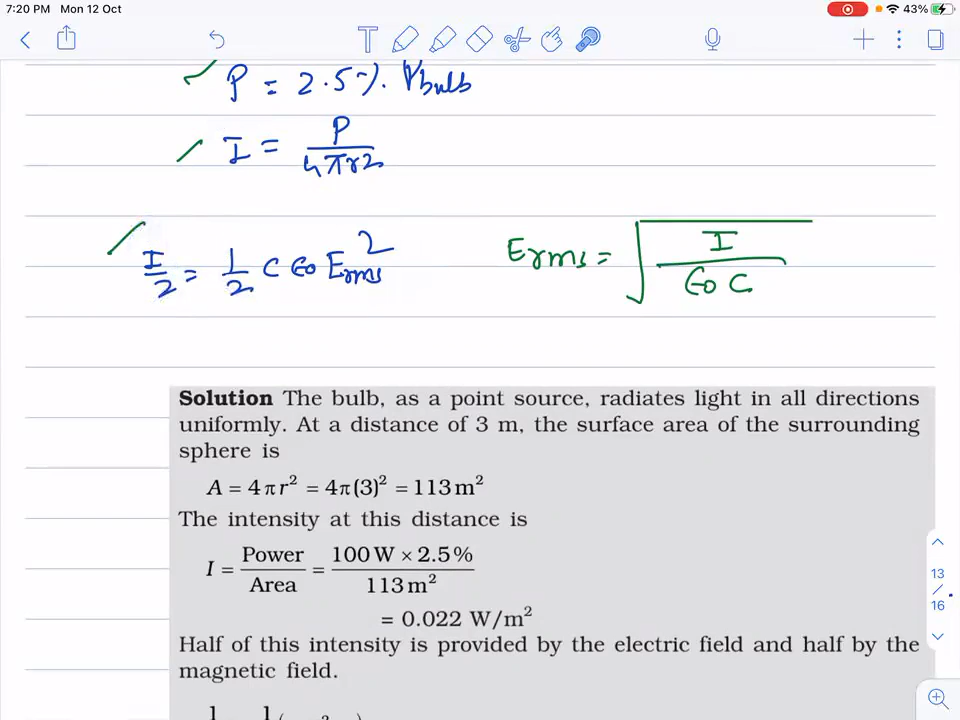 7:20 PM Mon 12 Oct
43%
T
P = 2.5 %. Pbulb
I = P / 4πr2
I/2 = 1/2 c ϵ0 Erms²
Erms = √(I / ϵ0 c)
Solution The bulb, as a point source, radiates light in all directions
uniformly. At a distance of 3 m, the surface area of the surrounding
sphere is
A = 4πr² = 4π(3)² = 113 m²
The intensity at this distance is
I = Power / Area = 100 W × 2.5 % / 113 m²
= 0.022 W/m²
Half of this intensity is provided by the electric field and half by the
magnetic field.
13
/
16